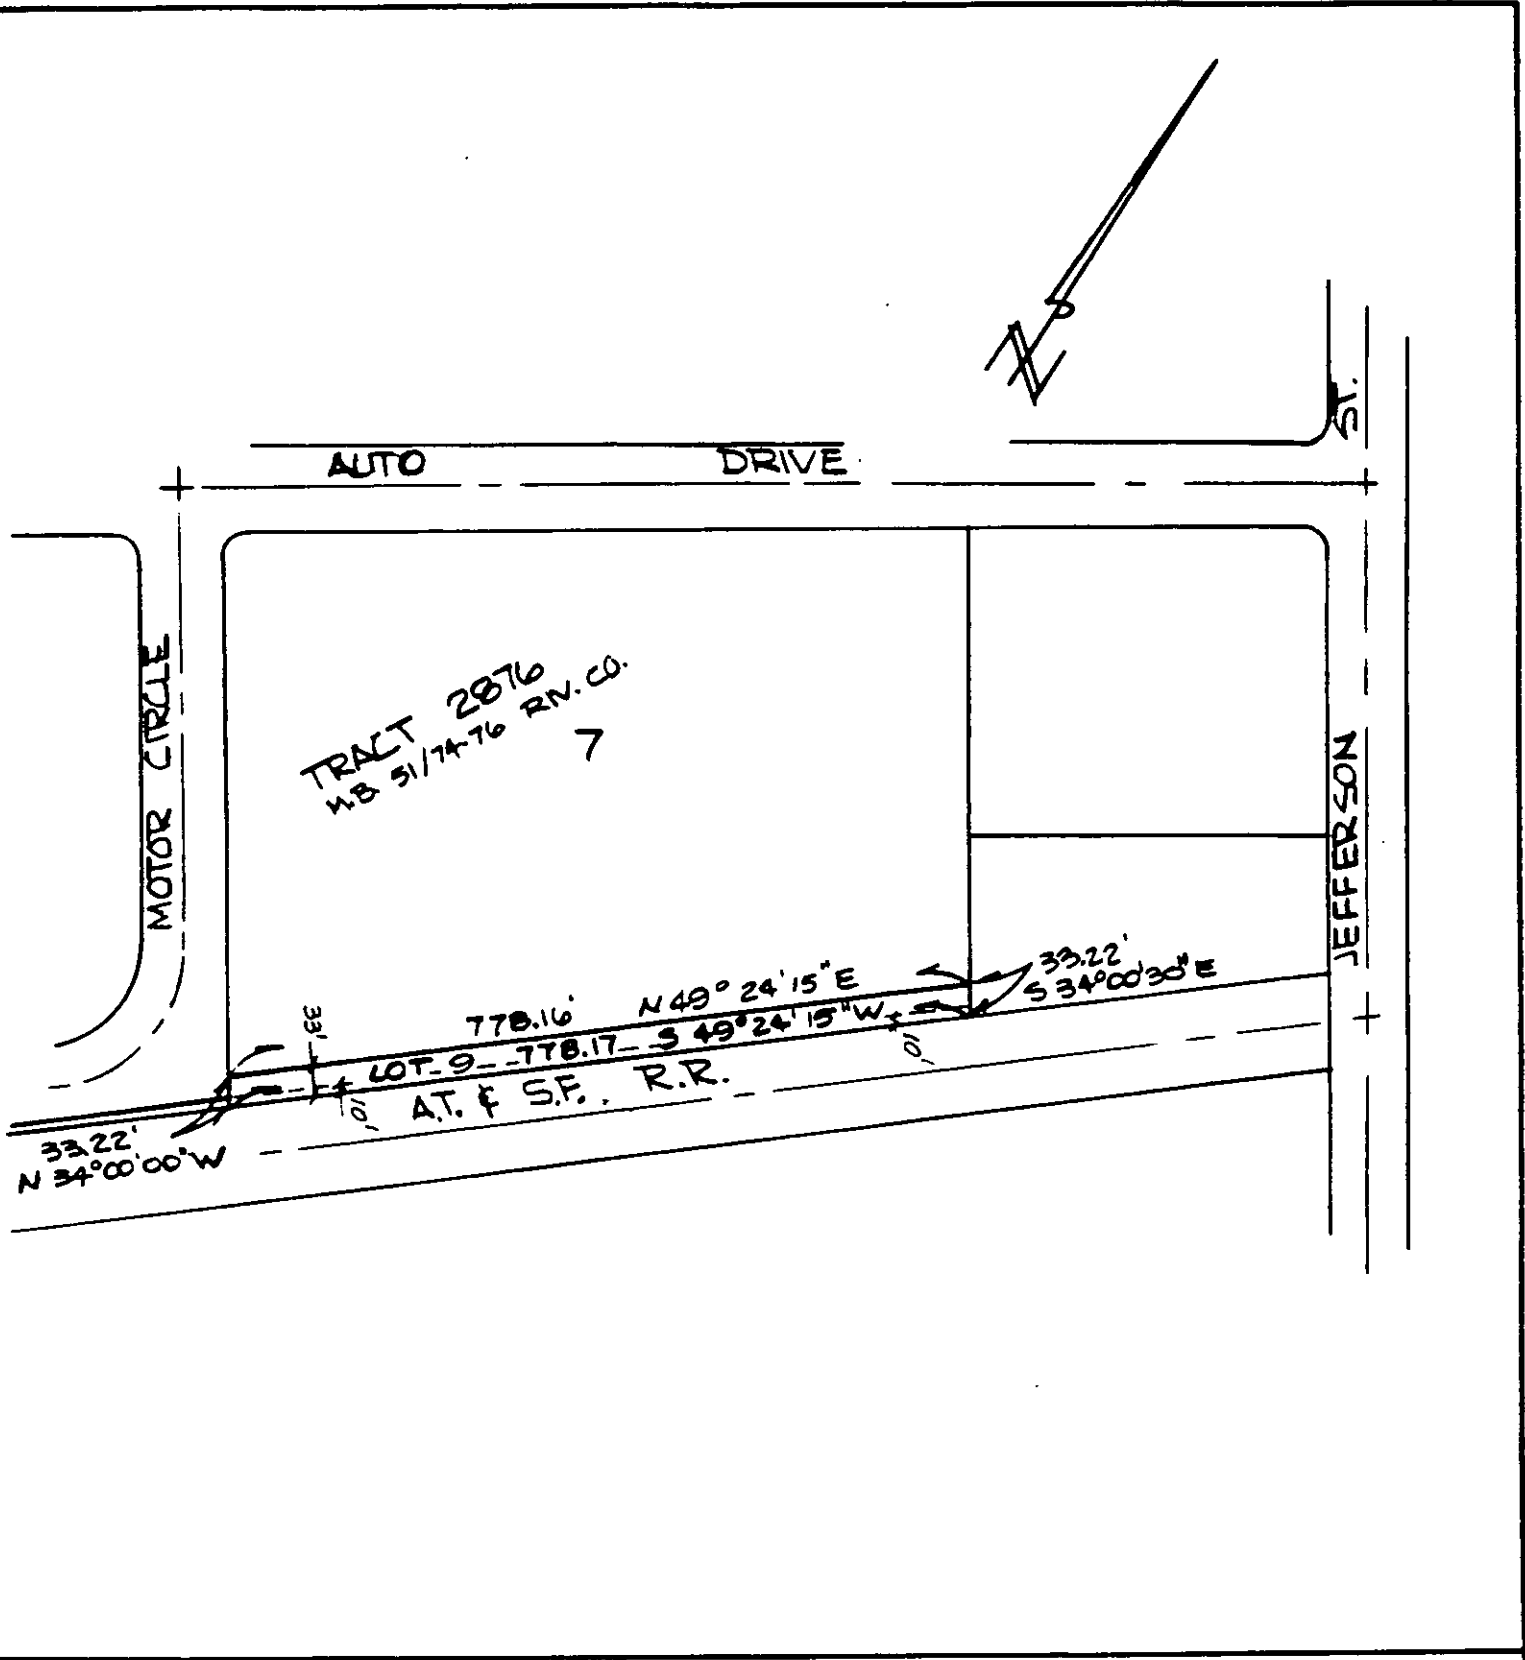 N
ST.
AUTO DRIVE
MOTOR CIRCLE
TRACT 2876
M.B. 51/74-76 RIV. CO.
7
JEFFERSON
33.22'
S 34°00'30" E
778.16' N 49° 24' 15" E
33'
LOT 9 778.17 S 49° 24' 15" W
10'
10'
A.T. & S.F. R.R.
33.22'
N 34°00'00" W